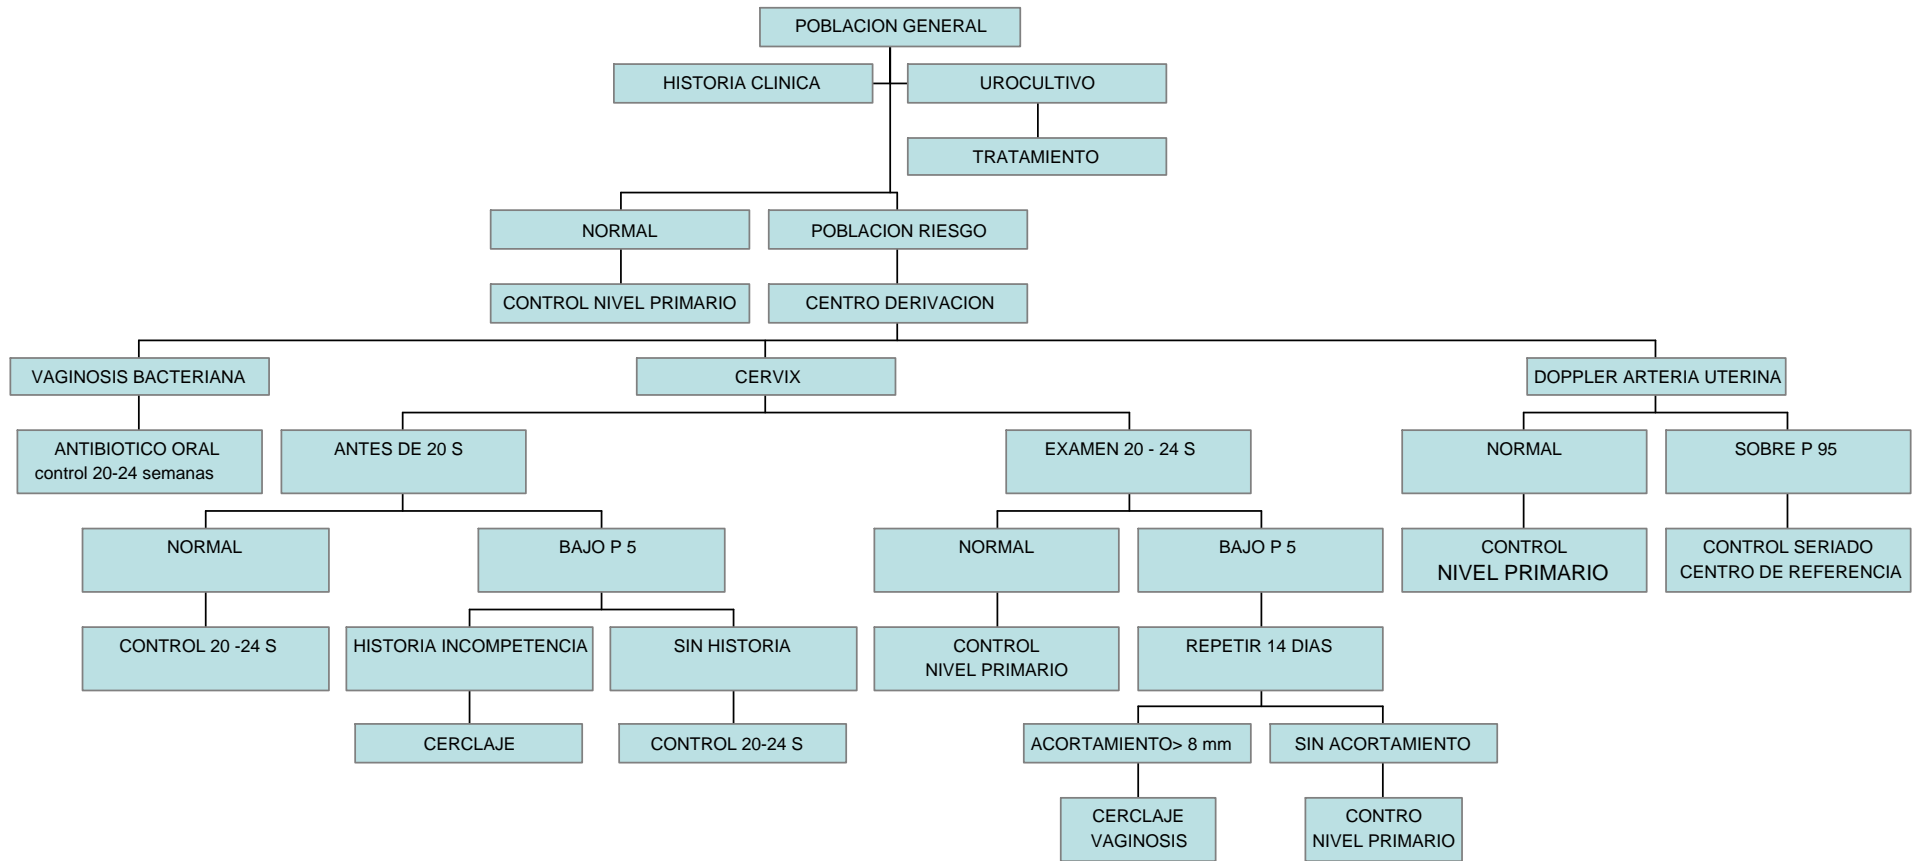 POBLACION GENERAL
HISTORIA CLINICA
UROCULTIVO
TRATAMIENTO
NORMAL
POBLACION RIESGO
CONTROL NIVEL PRIMARIO
CENTRO DERIVACION
VAGINOSIS BACTERIANA
CERVIX
DOPPLER ARTERIA UTERINA
ANTIBIOTICO ORAL
control 20-24 semanas
ANTES DE 20 S
EXAMEN 20 - 24 S
NORMAL
SOBRE P 95
NORMAL
BAJO P 5
NORMAL
BAJO P 5
CONTROL
NIVEL PRIMARIO
CONTROL SERIADO
CENTRO DE REFERENCIA
CONTROL 20 -24 S
HISTORIA INCOMPETENCIA
SIN HISTORIA
CONTROL
NIVEL PRIMARIO
REPETIR 14 DIAS
CERCLAJE
CONTROL 20-24 S
ACORTAMIENTO> 8 mm
SIN ACORTAMIENTO
CERCLAJE
VAGINOSIS
CONTRO
NIVEL PRIMARIO